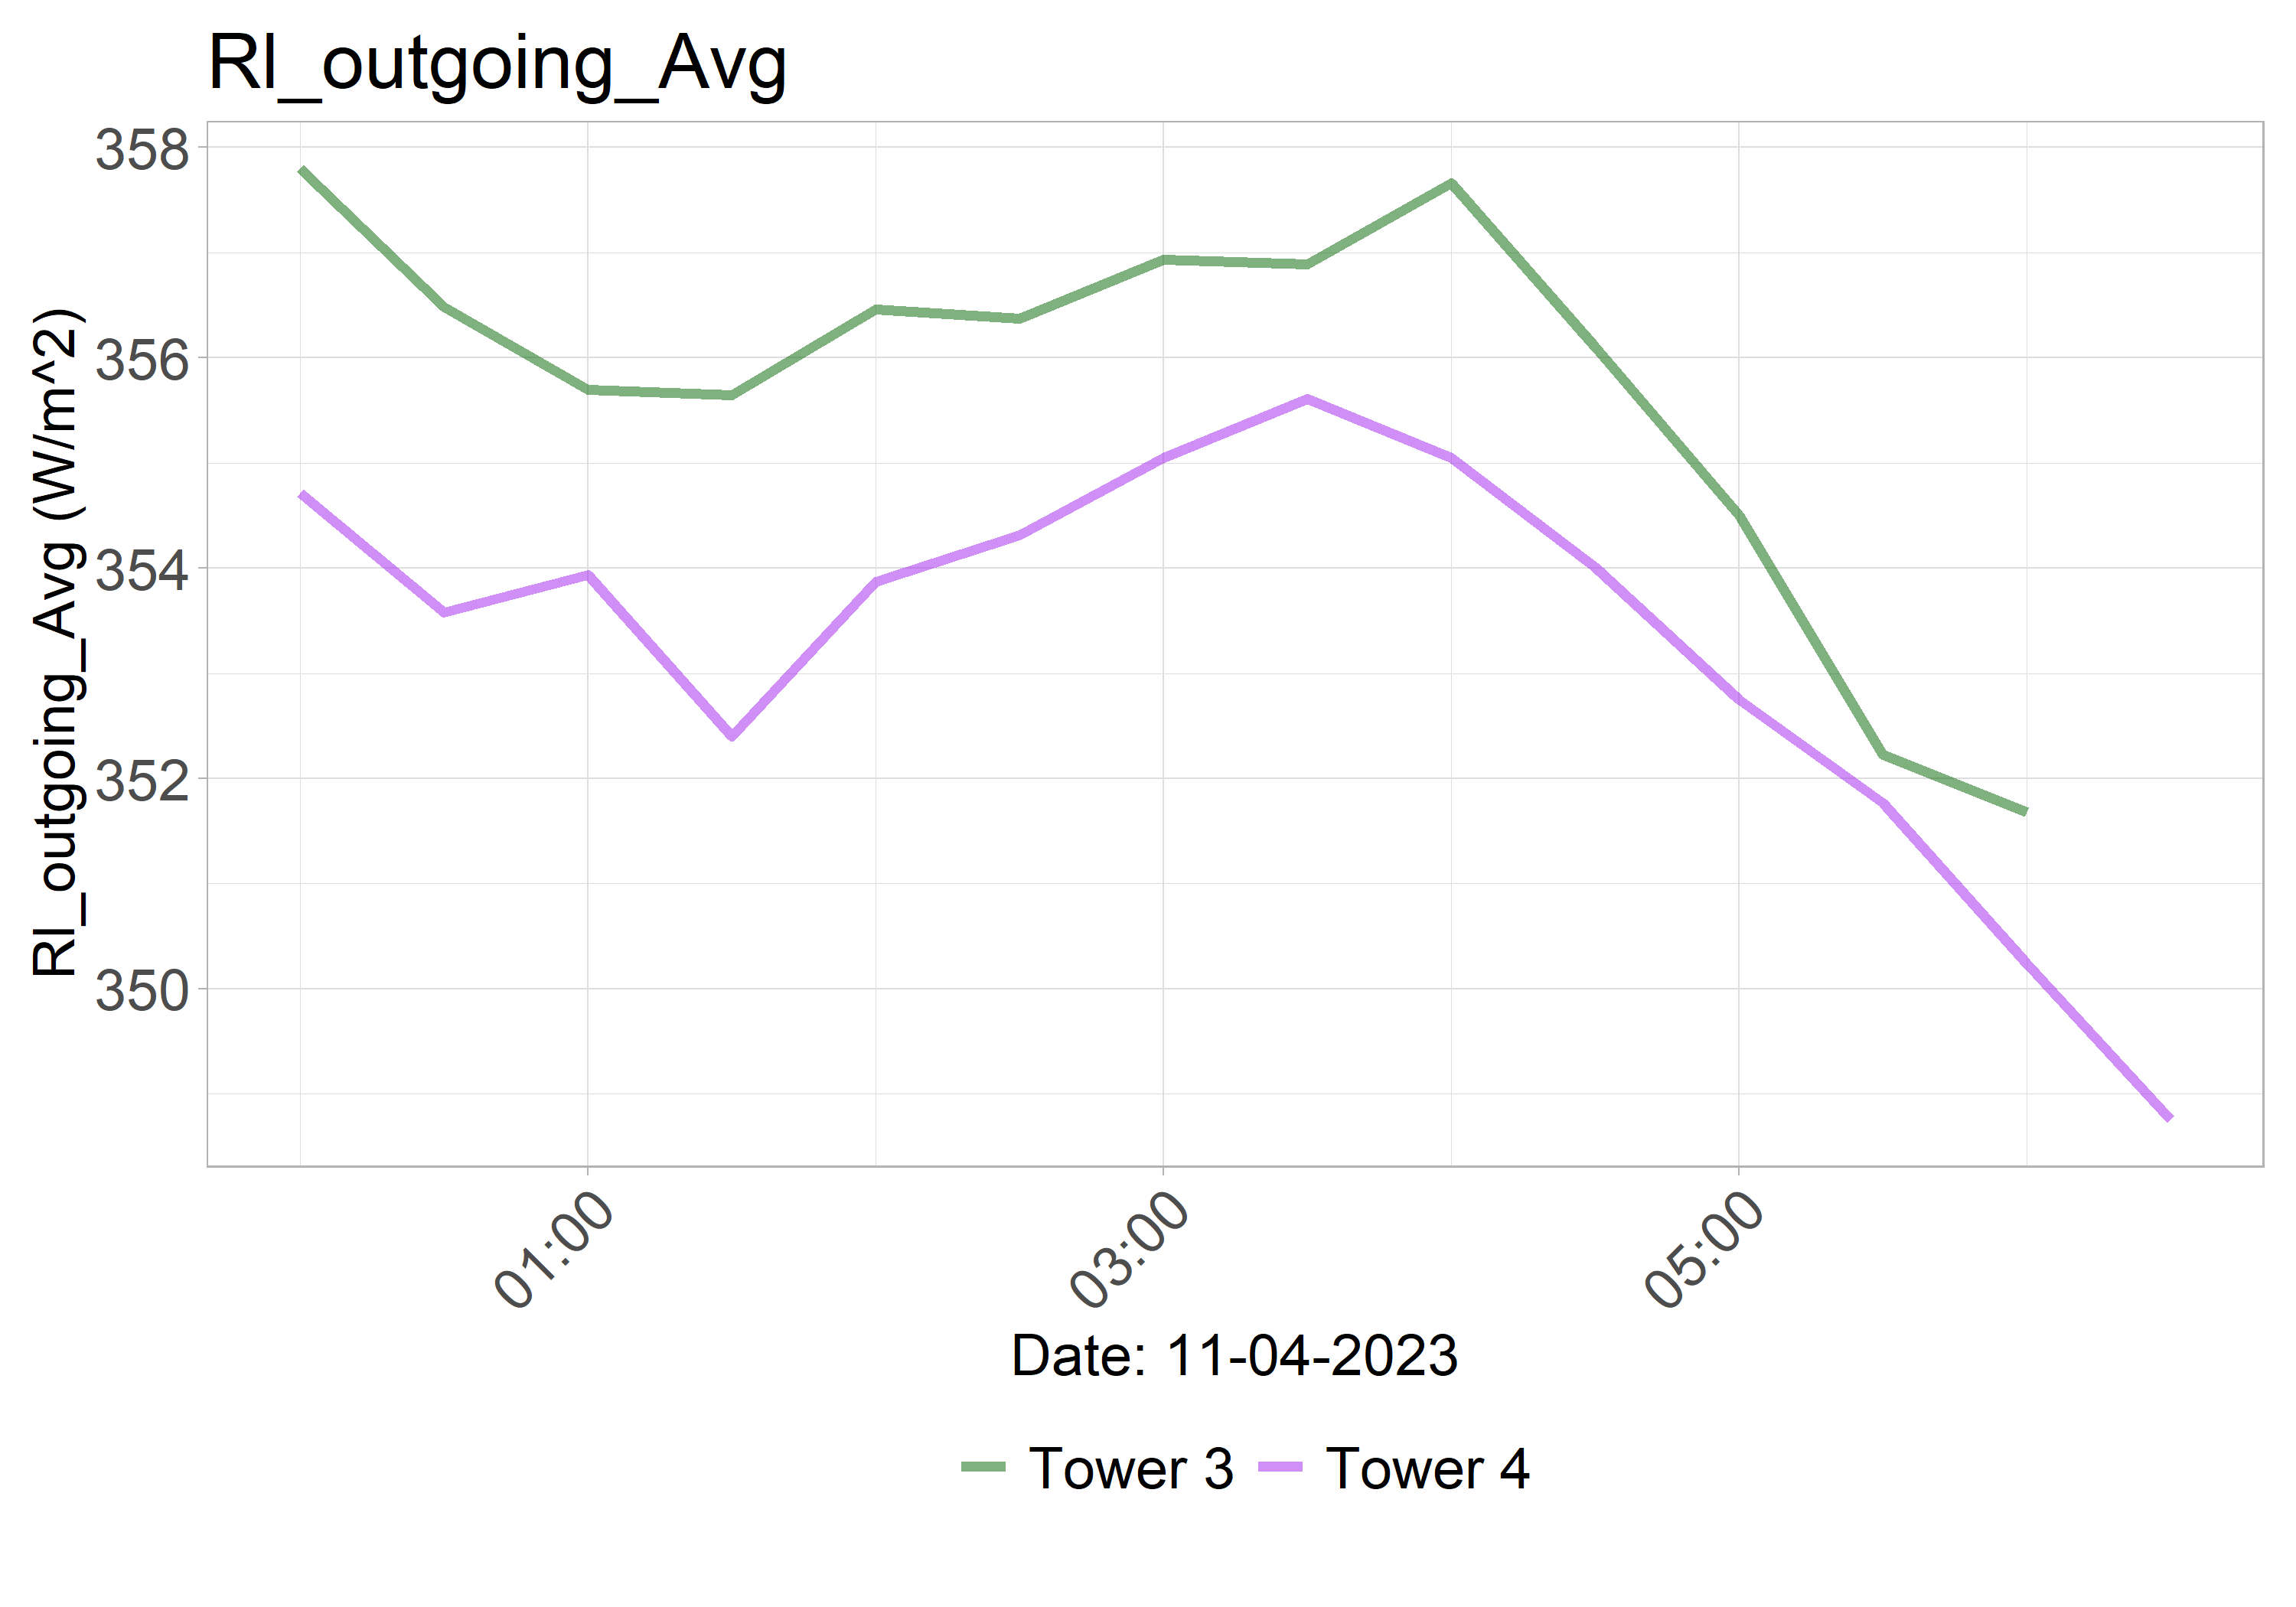 Rl_outgoing_Avg
Rl_outgoing_Avg (W/m^2)
358
356
354
352
350
01:00
03:00
05:00
Date: 11-04-2023
Tower 3
Tower 4